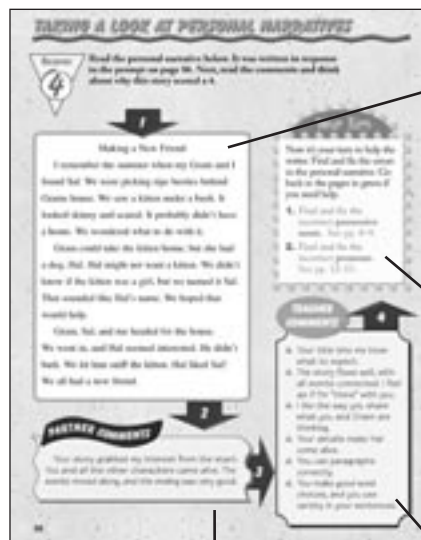 TAKING A LOOK AT PERSONAL NARRATIVES
4
Read the personal narrative below. It was written in response
to the prompt on page 86. Next, read the comments and think
about why this story scored a 4.
1
Making a New Friend
I remember the summer when my Gram and I
found Sal. We were picking ripe berries behind
Grams house. We saw a kitten under a bush. It
looked skinny and scared. It probably didn't have
a home. We wondered what to do with it.
Gram could take the kitten home, but she had
a dog, Hal. Hal might not want a kitten. We didn't
know if the kitten was a girl, but we named it Sal.
That sounded like Hal's name. We hoped that
would help.
Gram, Sal, and me headed for the house.
We went in, and Hal seemed interested. He didn't
bark. We let him sniff the kitten. Hal liked Sal!
We all had a new friend.
2
PARTNER COMMENTS
Your story grabbed my interest from the start.
You and all the other characters came alive. The
events moved along, and the ending was very good.
3
Now it's your turn to help the
writer. Find and fix the errors
in the personal narrative. Go
back to the pages in green if
you need help.
1. Find and fix the
incorrect possessive
noun. See pp.
2. Find and fix the
incorrect pronoun.
See pp.
TEACHER
COMMENTS
4
Your title lets me know
what to expect.
The story flows well, with
all events connected. I feel
as if I'm "there" with you.
I like the way you share
what you and Gram are
thinking.
Your details make Hal
come alive.
You use paragraphs
correctly.
You make good word
choices, and you use
variety in your sentences.